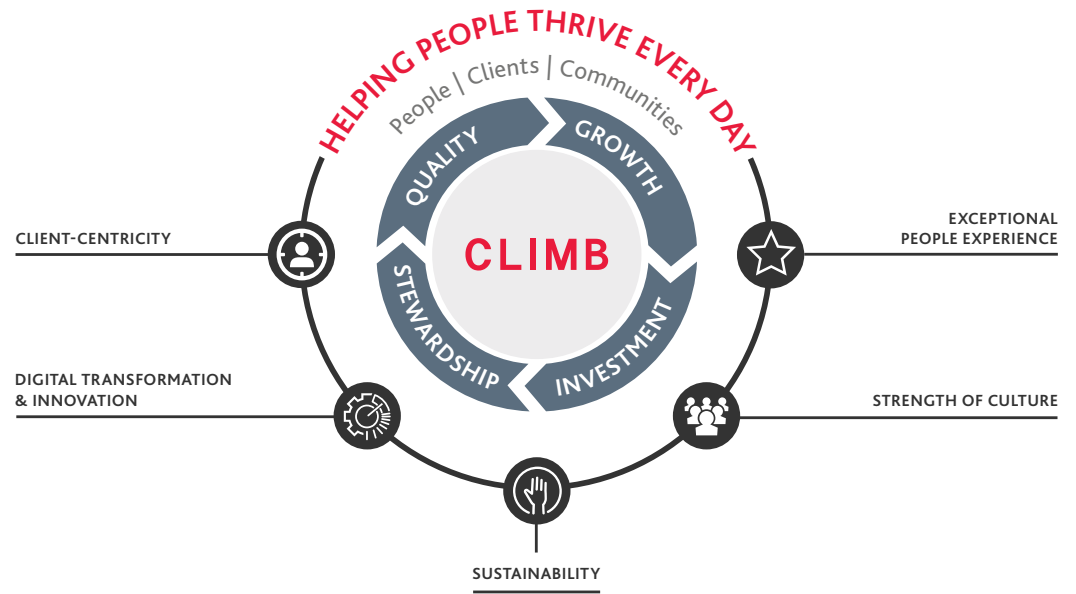 HELPING PEOPLE THRIVE EVERY DAY
People | Clients | Communities
QUALITY
GROWTH
CLIMB
STEWARDSHIP
INVESTMENT
CLIENT-CENTRICITY
EXCEPTIONAL
PEOPLE EXPERIENCE
DIGITAL TRANSFORMATION
& INNOVATION
STRENGTH OF CULTURE
SUSTAINABILITY